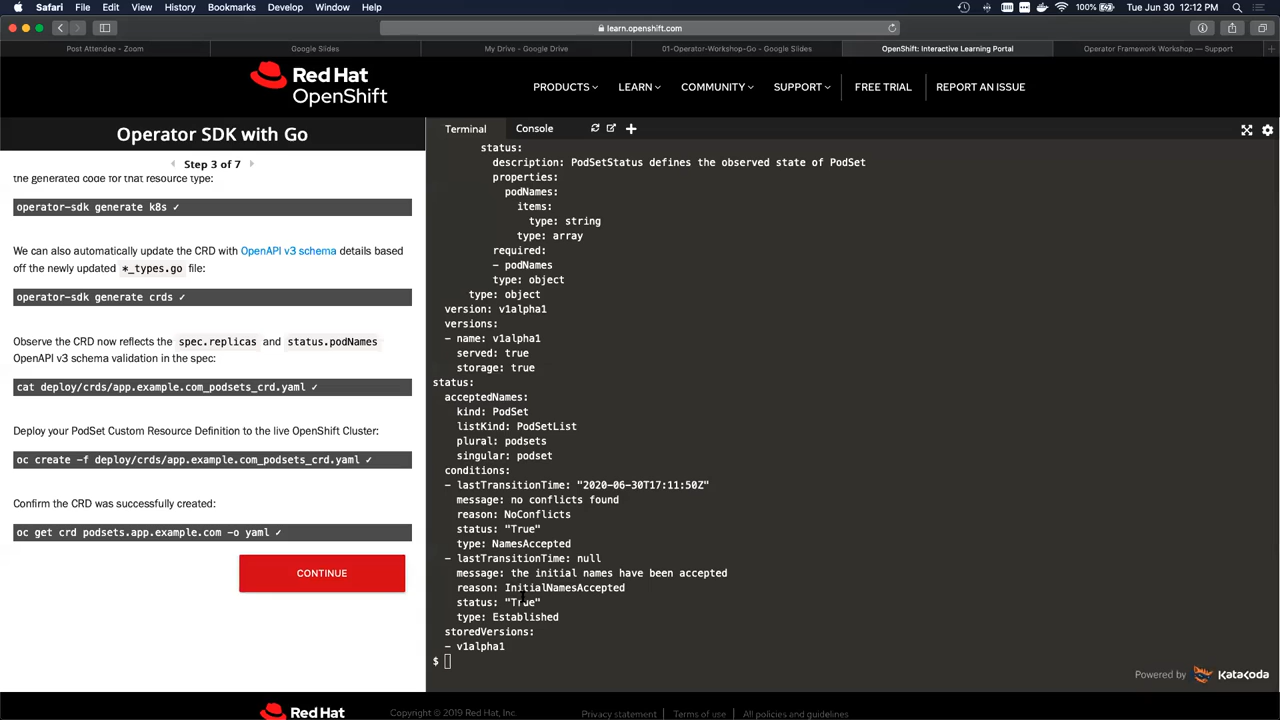 Safari File Edit View History Bookmarks Develop Window Help 100% Tue Jun 30 12:12 PM
learn.openshift.com
Post Attendee - Zoom Google Slides My Drive - Google Drive 01-Operator-Workshop-Go - Google Slides OpenShift: Interactive Learning Portal Operator Framework Workshop — Support
Red Hat
OpenShift
PRODUCTS LEARN COMMUNITY SUPPORT FREE TRIAL REPORT AN ISSUE
Operator SDK with Go
Step 3 of 7
the generated code for that resource type:
operator-sdk generate k8s ✓
We can also automatically update the CRD with OpenAPI v3 schema details based
off the newly updated *_types.go file:
operator-sdk generate crds ✓
Observe the CRD now reflects the spec.replicas and status.podNames
OpenAPI v3 schema validation in the spec:
cat deploy/crds/app.example.com_podsets_crd.yaml ✓
Deploy your PodSet Custom Resource Definition to the live OpenShift Cluster:
oc create -f deploy/crds/app.example.com_podsets_crd.yaml ✓
Confirm the CRD was successfully created:
oc get crd podsets.app.example.com -o yaml ✓
CONTINUE
Terminal Console
status:
description: PodSetStatus defines the observed state of PodSet
properties:
podNames:
items:
type: string
type: array
required:
- podNames
type: object
type: object
version: v1alpha1
versions:
- name: v1alpha1
served: true
storage: true
status:
acceptedNames:
kind: PodSet
listKind: PodSetList
plural: podsets
singular: podset
conditions:
- lastTransitionTime: "2020-06-30T17:11:50Z"
message: no conflicts found
reason: NoConflicts
status: "True"
type: NamesAccepted
- lastTransitionTime: null
message: the initial names have been accepted
reason: InitialNamesAccepted
status: "True"
type: Established
storedVersions:
- v1alpha1
$
Powered by KataKoda
Red Hat
Copyright © 2019 Red Hat, Inc.
Privacy statement Terms of use All policies and guidelines